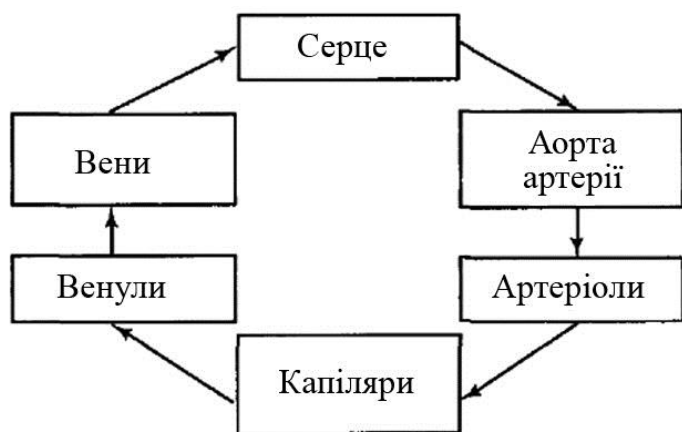 Серце
Аорта
артерії
Артеріоли
Капіляри
Венули
Вени